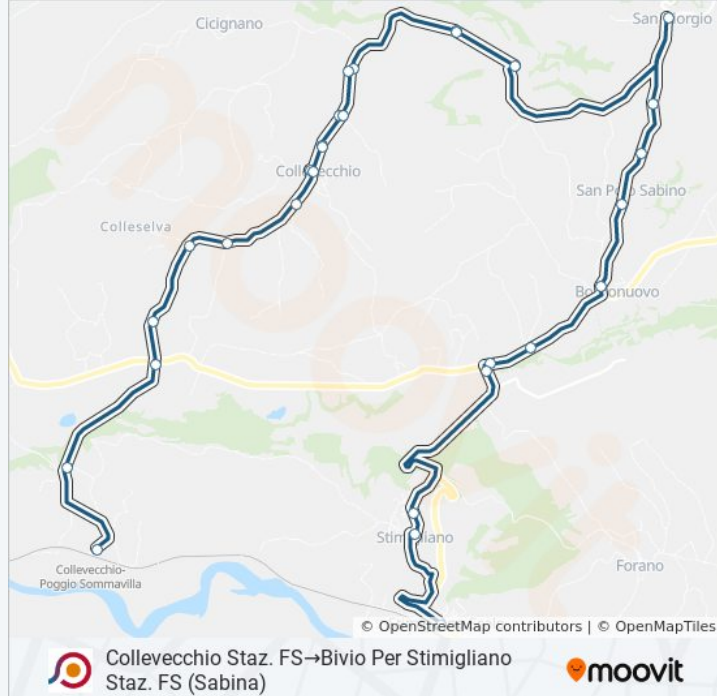 Cicignano
San Giorgio
Collevecchio
San Polo Sabino
Colleselva
Borgonuovo
Stimigliano
Collevecchio-
Poggio Sommavilla
Forano
© OpenStreetMap contributors | © OpenMapTiles
Collevecchio Staz. FS→Bivio Per Stimigliano
Staz. FS (Sabina)
moovit